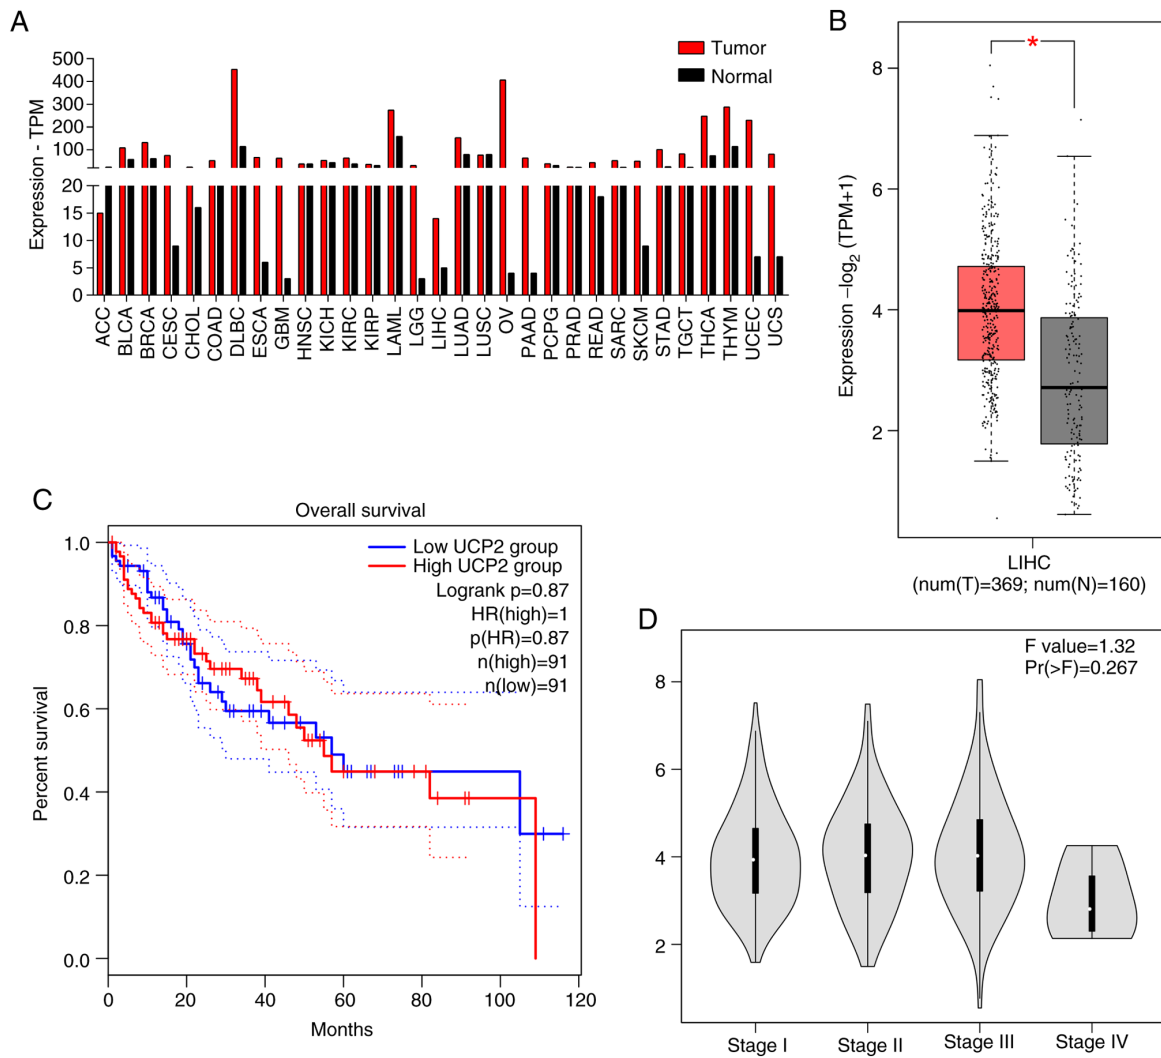 A
Expression - TPM
500
400
300
200
100
20
15
10
5
0
Tumor
Normal
ACC
BLCA
BRCA
CESC
CHOL
COAD
DLBC
ESCA
GBM
HNSC
KICH
KIRC
KIRP
LAML
LGG
LIHC
LUAD
LUSC
OV
PAAD
PCPG
PRAD
READ
SARC
SKCM
STAD
TGCT
THCA
THYM
UCEC
UCS
B
*
Expression –log2 (TPM+1)
8
6
4
2
LIHC
(num(T)=369; num(N)=160)
C
Overall survival
Low UCP2 group
High UCP2 group
Logrank p=0.87
HR(high)=1
p(HR)=0.87
n(high)=91
n(low)=91
Percent survival
1.0
0.8
0.6
0.4
0.2
0.0
0
20
40
60
80
100
120
Months
D
F value=1.32
Pr(>F)=0.267
8
6
4
2
Stage I
Stage II
Stage III
Stage IV